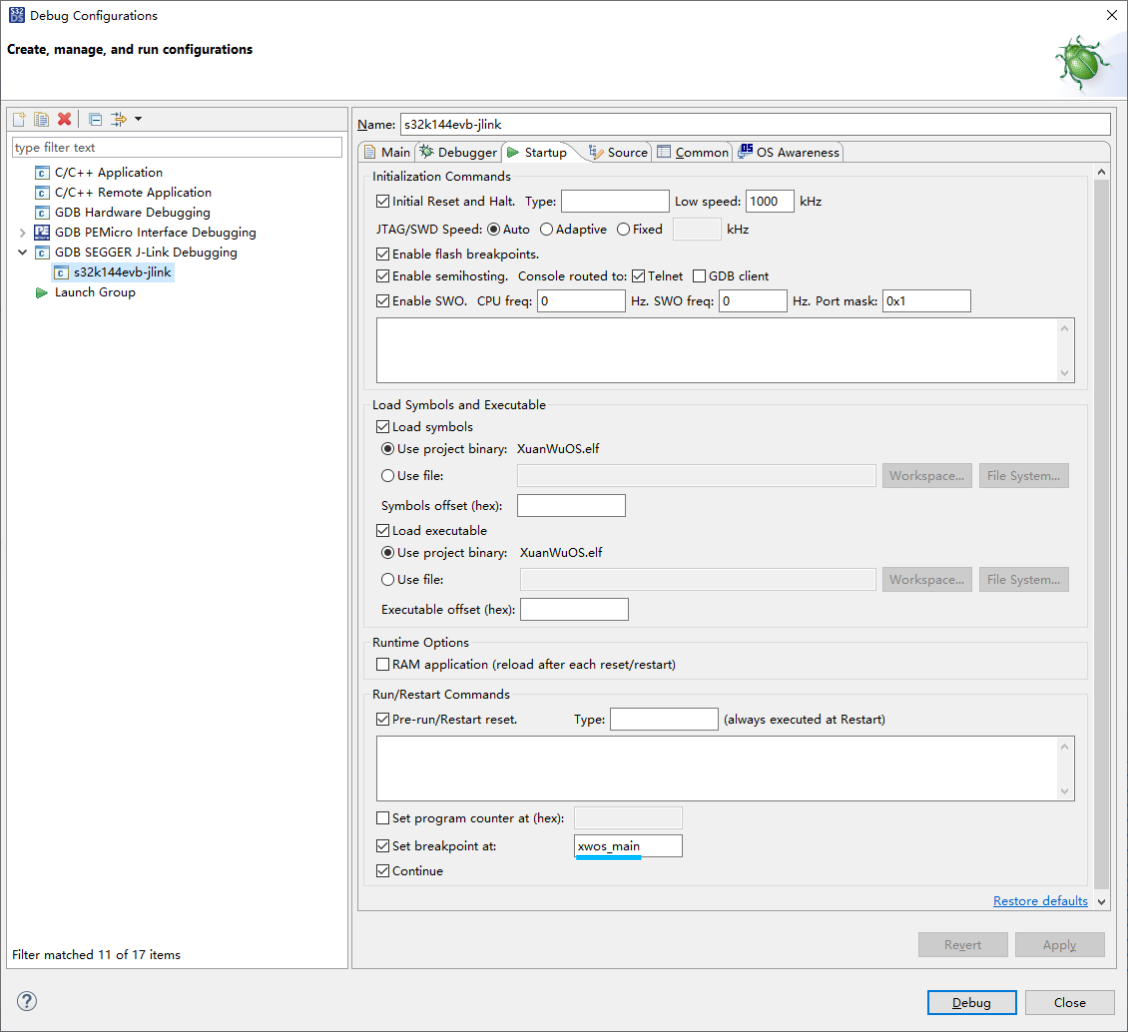 S32DS Debug Configurations
Create, manage, and run configurations
type filter text
C/C++ Application
C/C++ Remote Application
GDB Hardware Debugging
GDB PEMicro Interface Debugging
GDB SEGGER J-Link Debugging
s32k144evb-jlink
Launch Group
Filter matched 11 of 17 items
Name: s32k144evb-jlink
Main Debugger Startup Source Common OS Awareness
Initialization Commands
Initial Reset and Halt. Type: Low speed: 1000 kHz
JTAG/SWD Speed: Auto Adaptive Fixed kHz
Enable flash breakpoints.
Enable semihosting. Console routed to: Telnet GDB client
Enable SWO. CPU freq: 0 Hz. SWO freq: 0 Hz. Port mask: 0x1
Load Symbols and Executable
Load symbols
Use project binary: XuanWuOS.elf
Use file: Workspace... File System...
Symbols offset (hex):
Load executable
Use project binary: XuanWuOS.elf
Use file: Workspace... File System...
Executable offset (hex):
Runtime Options
RAM application (reload after each reset/restart)
Run/Restart Commands
Pre-run/Restart reset. Type: (always executed at Restart)
Set program counter at (hex):
Set breakpoint at: xwos_main
Continue
Restore defaults
Revert Apply
Debug Close